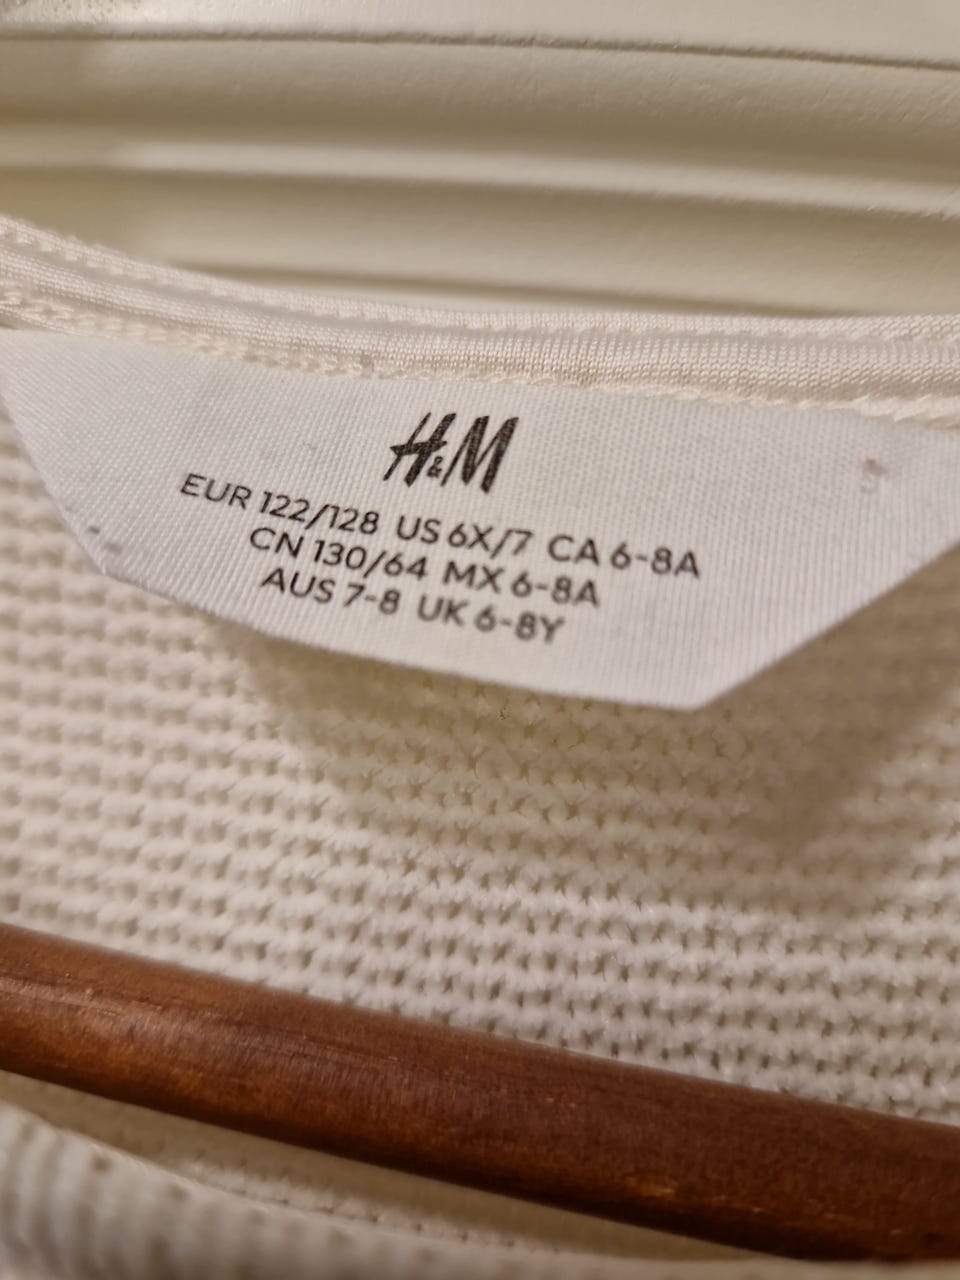 H&M
EUR 122/128 US 6X/7 CA 6-8A
CN 130/64 MX 6-8A
AUS 7-8 UK 6-8Y